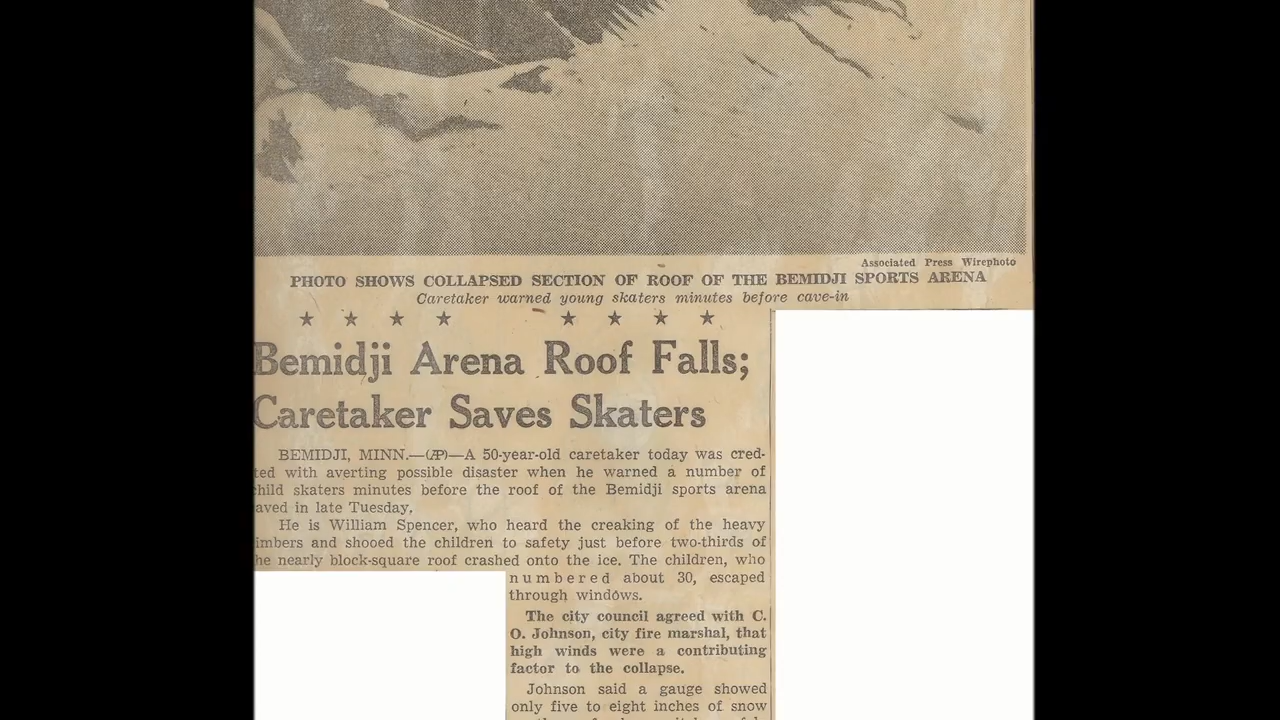 Associated Press Wirephoto
PHOTO SHOWS COLLAPSED SECTION OF ROOF OF THE BEMIDJI SPORTS ARENA
Caretaker warned young skaters minutes before cave-in
★ ★ ★ ★ ★ ★ ★ ★
Bemidji Arena Roof Falls;
Caretaker Saves Skaters
BEMIDJI, MINN.—(AP)—A 50-year-old caretaker today was cred-
ted with averting possible disaster when he warned a number of
child skaters minutes before the roof of the Bemidji sports arena
aved in late Tuesday.
He is William Spencer, who heard the creaking of the heavy
imbers and shooed the children to safety just before two-thirds of
he nearly block-square roof crashed onto the ice. The children, who
numbered about 30, escaped
through windows.
The city council agreed with C.
O. Johnson, city fire marshal, that
high winds were a contributing
factor to the collapse.
Johnson said a gauge showed
only five to eight inches of snow